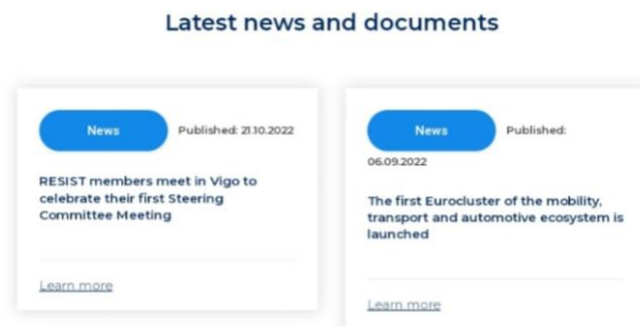 Latest news and documents
News Published: 21.10.2022
RESIST members meet in Vigo to
celebrate their first Steering
Committee Meeting
Learn more
News Published:
06.09.2022
The first Eurocluster of the mobility,
transport and automotive ecosystem is
launched
Learn more